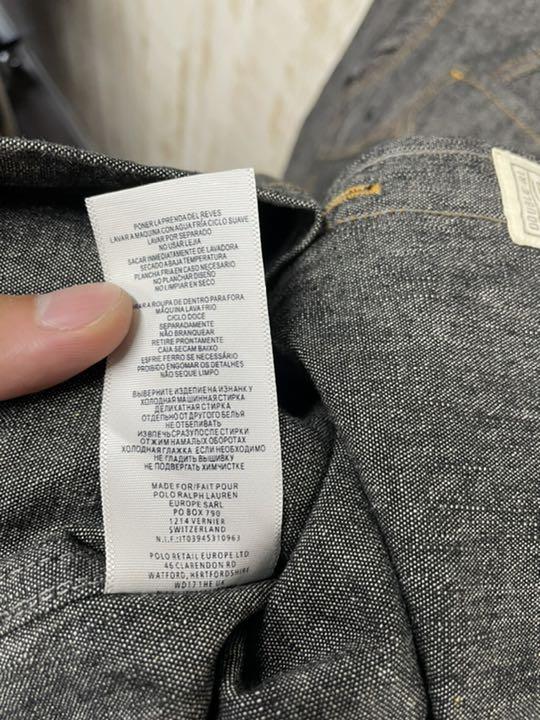 PONER LA PRENDA DEL REVES
LAVAR A MAQUINA CON AGUA FRÍA CICLO SUAVE
LAVAR POR SEPARADO
NO USAR LEJIA
SACAR INMEDIATAMENTE DE LAVADORA
SECADO A BAJA TEMPERATURA
PLANCHA FRIA EN CASO NECESARIO
NO PLANCHAR DISEÑO
NO LIMPIAR EN SECO
A ROUPA DE DENTRO PARA FORA
MÁQUINA LAVA FRIO
CICLO DOCE
SEPARADAMENTE
NÃO BRANQUEAR
RETIRE PRONTAMENTE
CAIA SECAM BAIXO
ESFRIE FERRO SE NECESSÁRIO
PROIBIDO ENGOMAR OS DETALHES
NÃO SEQUE LIMPO
ВЫВЕРНИТЕ ИЗДЕЛИЕ НА ИЗНАНКУ
ХОЛОДНАЯ МАШИННАЯ СТИРКА
ДЕЛИКАТНАЯ СТИРКА
ОТДЕЛЬНО ОТ ДРУГОГО БЕЛЬЯ
НЕ ОТБЕЛИВАТЬ
ИЗВЛЕЧЬ СРАЗУ ПОСЛЕ СТИРКИ
ОТЖИМ НА МАЛЫХ ОБОРОТАХ
ХОЛОДНАЯ ГЛАЖКА ЕСЛИ НЕОБХОДИМО
НЕ ГЛАДИТЬ ВЫШИВКУ
НЕ ПОДВЕРГАТЬ ХИМЧИСТКЕ
MADE FOR/FAIT POUR
POLO RALPH LAUREN
EUROPE SARL
PO BOX 790
1214 VERNIER
SWITZERLAND
N.I.F.:IT03945310963
POLO RETAIL EUROPE LTD
46 CLARENDON RD
WATFORD, HERTFORDSHIRE
WD17 1HE UK
DOUBLE RL